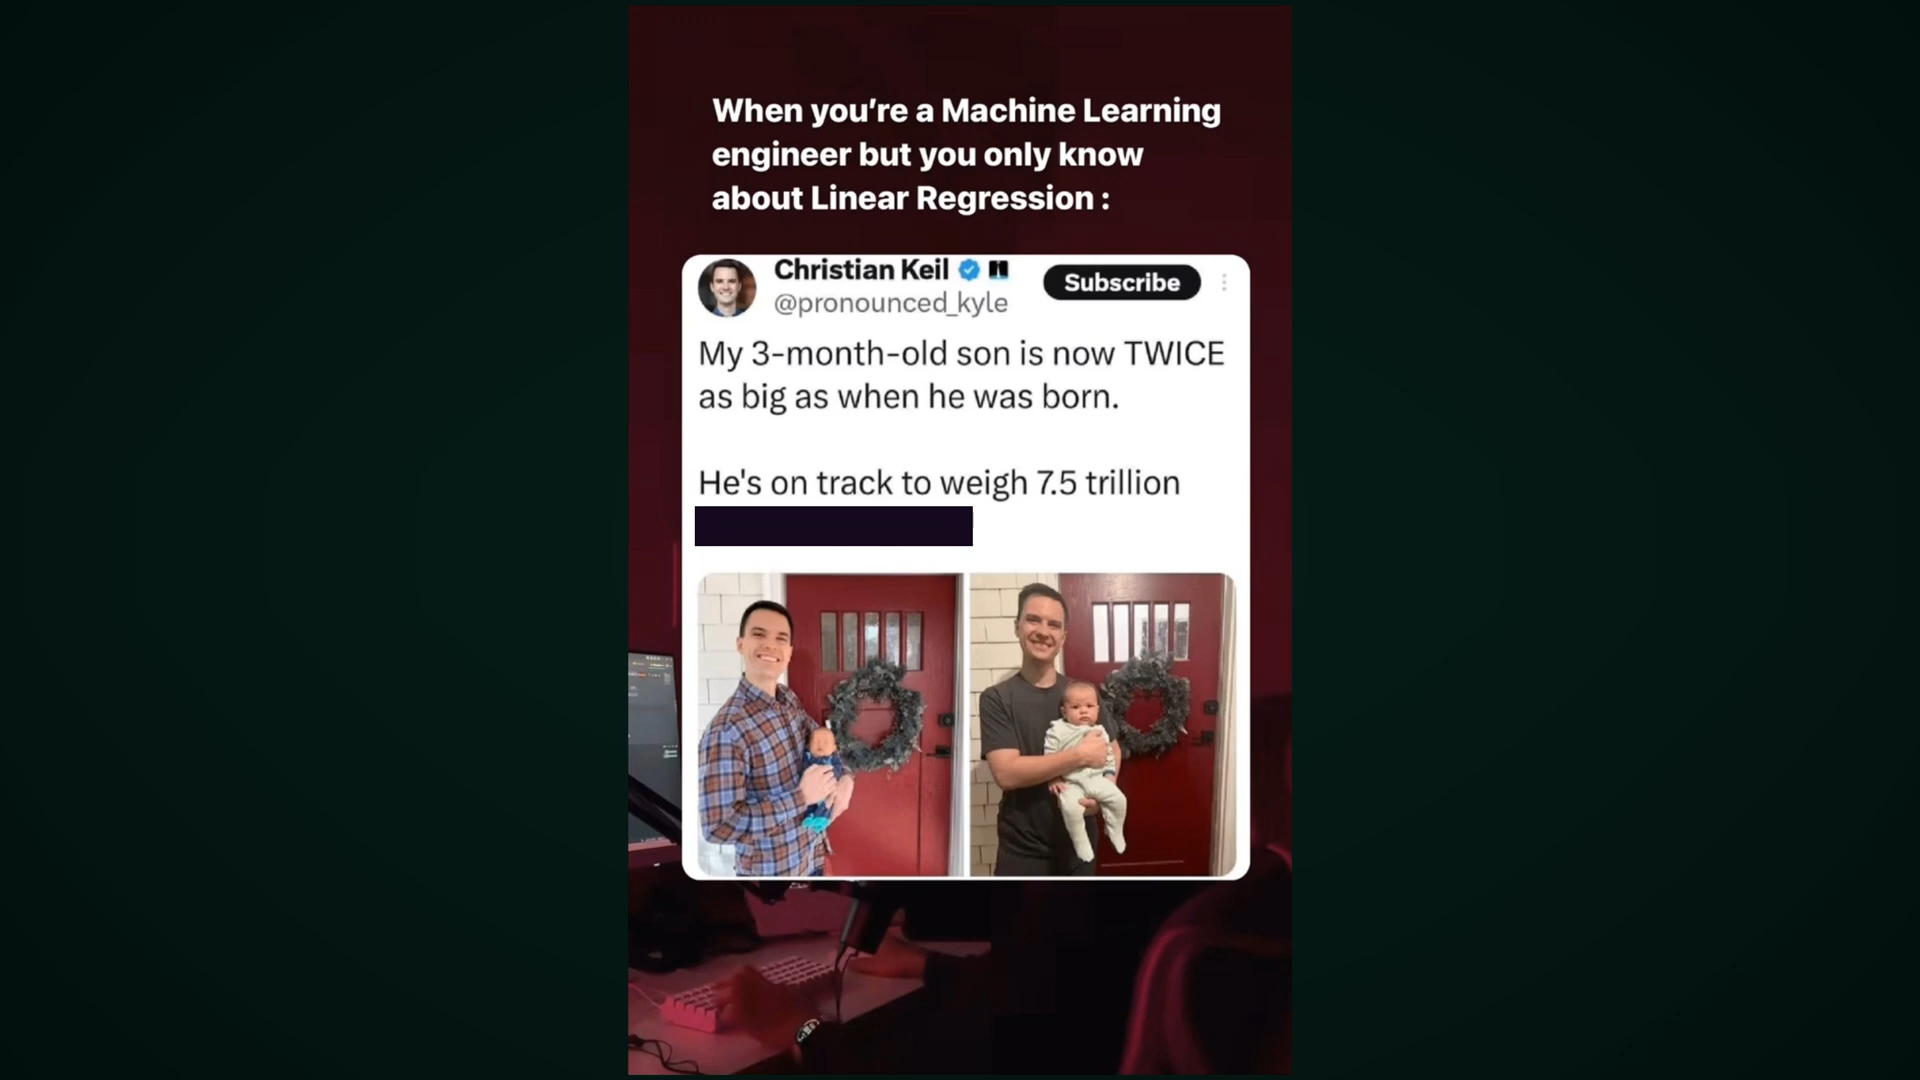 When you're a Machine Learning
engineer but you only know
about Linear Regression :
Christian Keil
Subscribe
@pronounced_kyle
My 3-month-old son is now TWICE
as big as when he was born.
He's on track to weigh 7.5 trillion